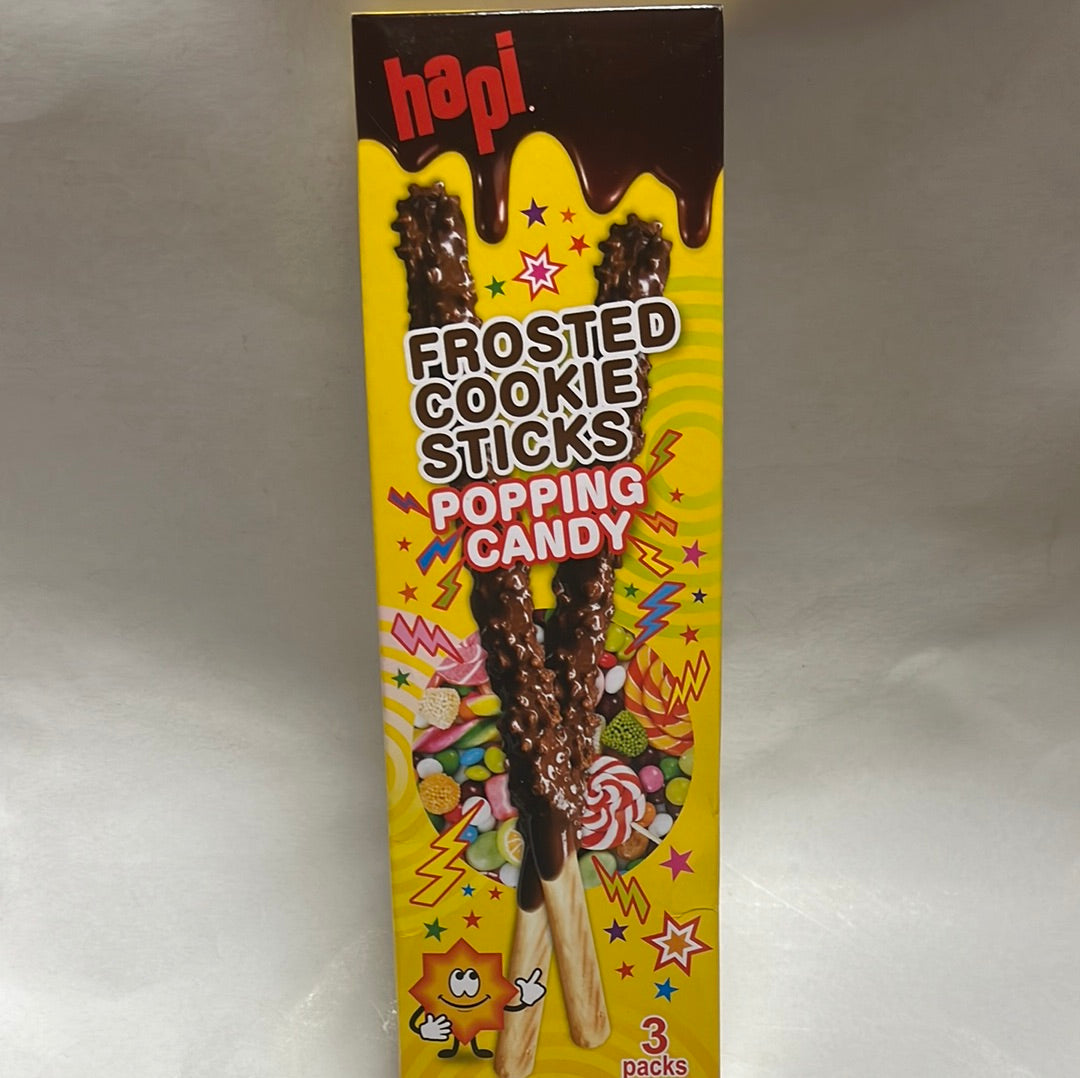 hapi.
FROSTED
COOKIE
STICKS
POPPING
CANDY
3
packs